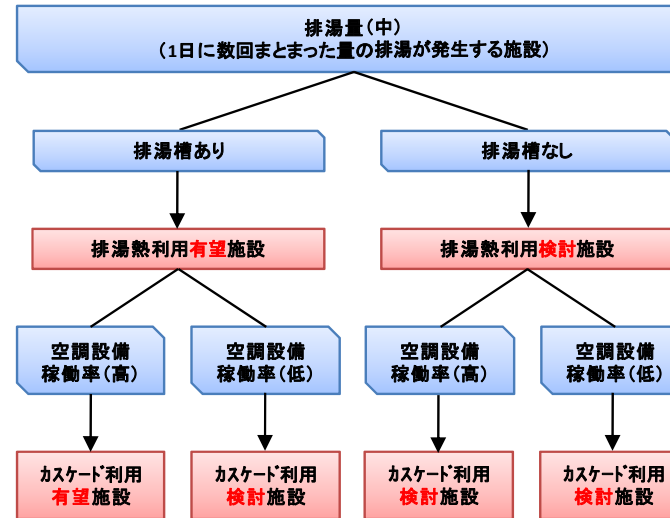 排湯量(中)
(1日に数回まとまった量の排湯が発生する施設)
排湯槽あり
排湯槽なし
排湯熱利用有望施設
排湯熱利用検討施設
空調設備
稼働率(高)
空調設備
稼働率(低)
空調設備
稼働率(高)
空調設備
稼働率(低)
カスケード利用
有望施設
カスケード利用
検討施設
カスケード利用
検討施設
カスケード利用
検討施設